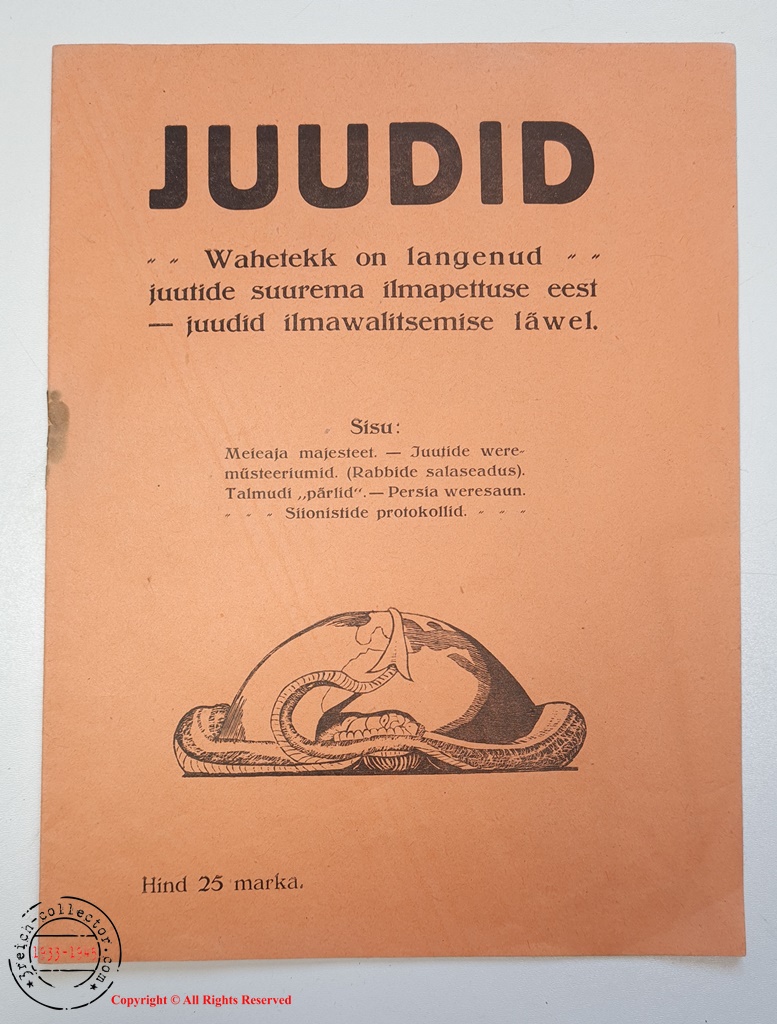 JUUDID
„ „ Wahetekk on langenud „ „
juutide suurema ilmapettuse eest
— juudid ilmawalitsemise läwel.
Sisu:
Meieaja majesteet. — Juutide were-
müsteeriumid. (Rabbide salaseadus).
Talmudi „pärlid“. — Persia weresaun.
„ „ „ Siionistide protokollid. „ „ „
Hind 25 marka.
3reich-collector.com
1933-1945
Copyright © All Rights Reserved